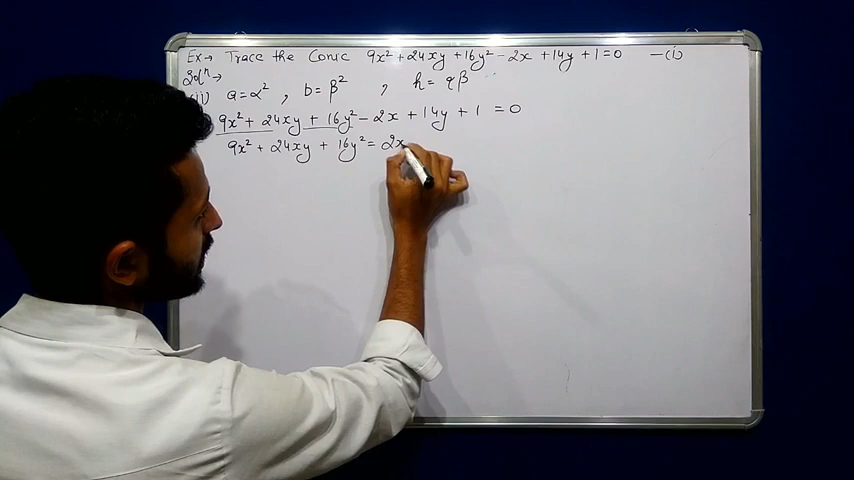 Ex→ Trace the Conic 9x² + 24xy + 16y² - 2x + 14y + 1 = 0 —(i)
Solⁿ→
(ii) a = α² , b = β² , h = αβ
9x² + 24xy + 16y² - 2x + 14y + 1 = 0
9x² + 24xy + 16y² = 2x